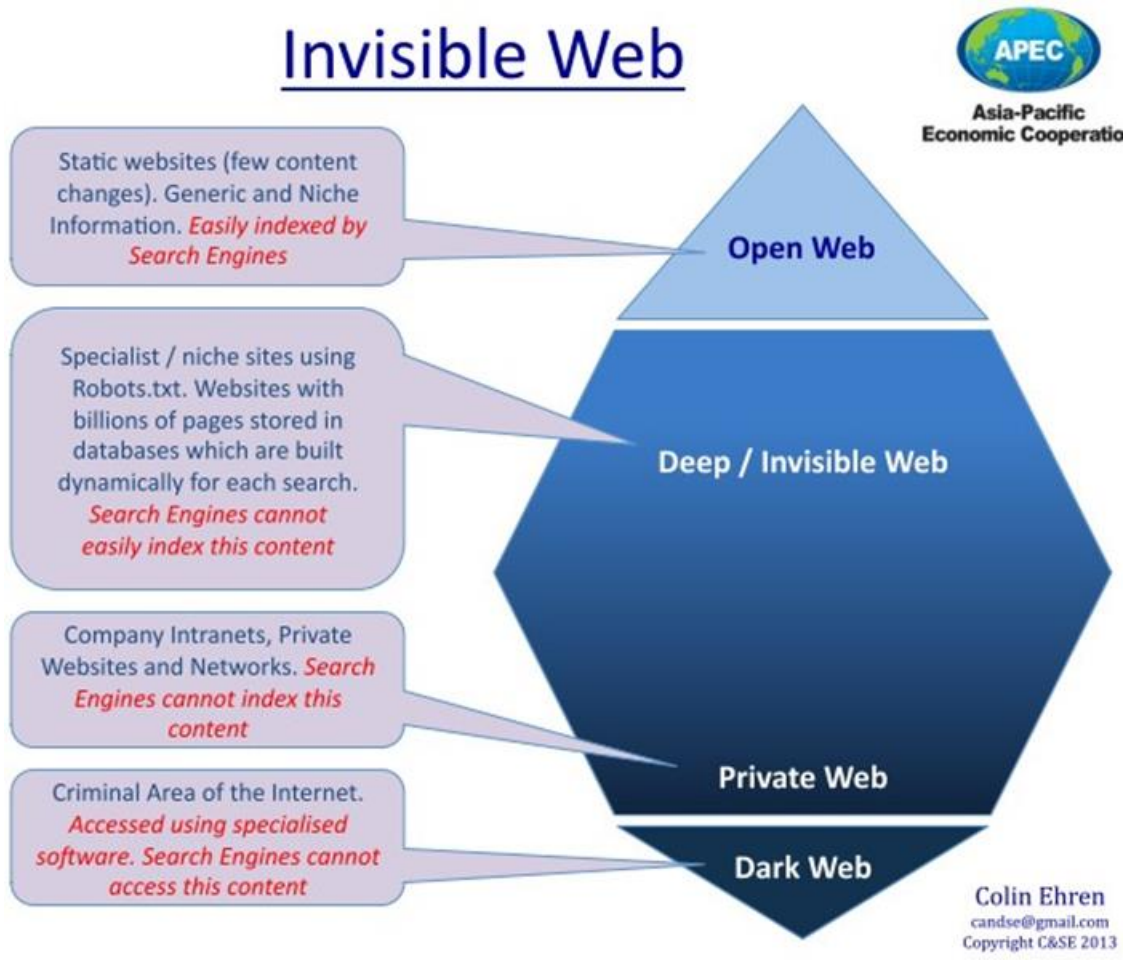 Invisible Web
APEC
Asia-Pacific
Economic Cooperatio
Static websites (few content
changes). Generic and Niche
Information. Easily indexed by
Search Engines
Open Web
Specialist / niche sites using
Robots.txt. Websites with
billions of pages stored in
databases which are built
dynamically for each search.
Search Engines cannot
easily index this content
Deep / Invisible Web
Company Intranets, Private
Websites and Networks. Search
Engines cannot index this
content
Private Web
Criminal Area of the Internet.
Accessed using specialised
software. Search Engines cannot
access this content
Dark Web
Colin Ehren
candse@gmail.com
Copyright C&SE 2013